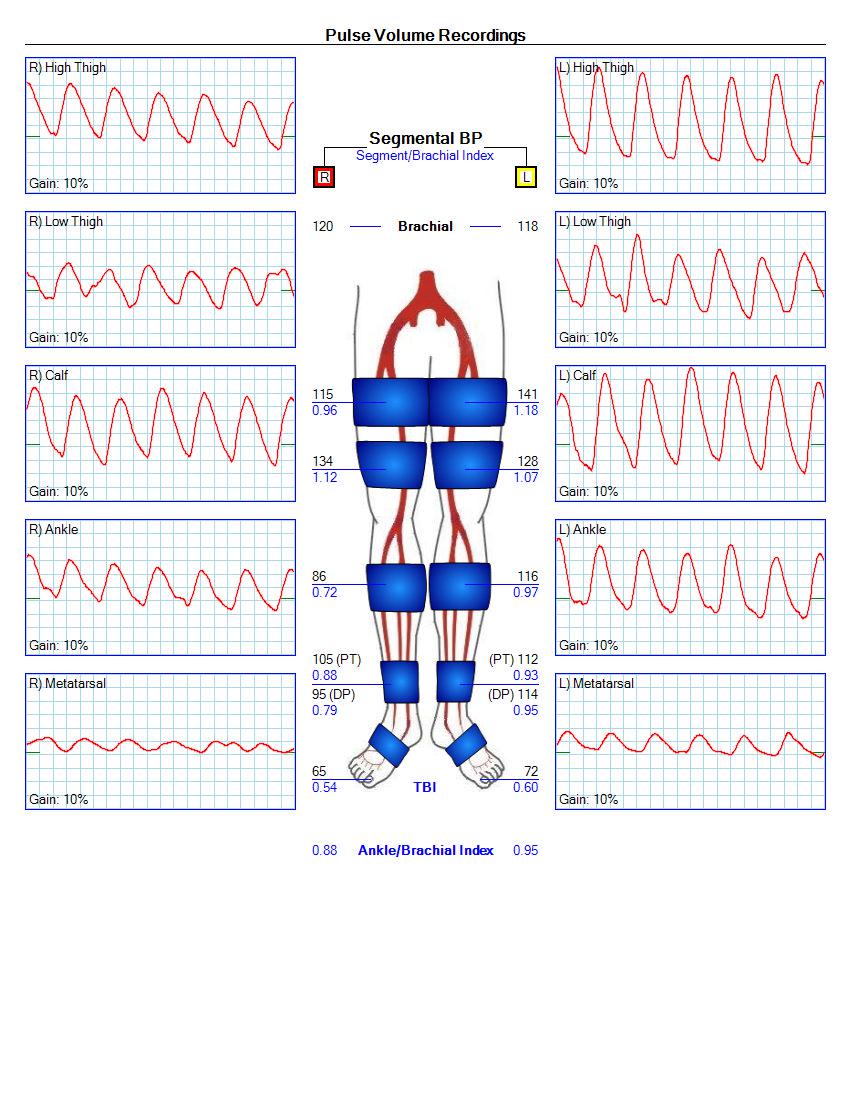 Pulse Volume Recordings
R) High Thigh
Gain: 10%
L) High Thigh
Gain: 10%
Segmental BP
Segment/Brachial Index
R
L
120 Brachial 118
R) Low Thigh
Gain: 10%
L) Low Thigh
Gain: 10%
R) Calf
Gain: 10%
L) Calf
Gain: 10%
115 141
0.96 1.18
134 128
1.12 1.07
R) Ankle
Gain: 10%
L) Ankle
Gain: 10%
86 116
0.72 0.97
105 (PT) (PT) 112
0.88 0.93
95 (DP) (DP) 114
0.79 0.95
R) Metatarsal
Gain: 10%
L) Metatarsal
Gain: 10%
65 72
0.54 TBI 0.60
0.88 Ankle/Brachial Index 0.95